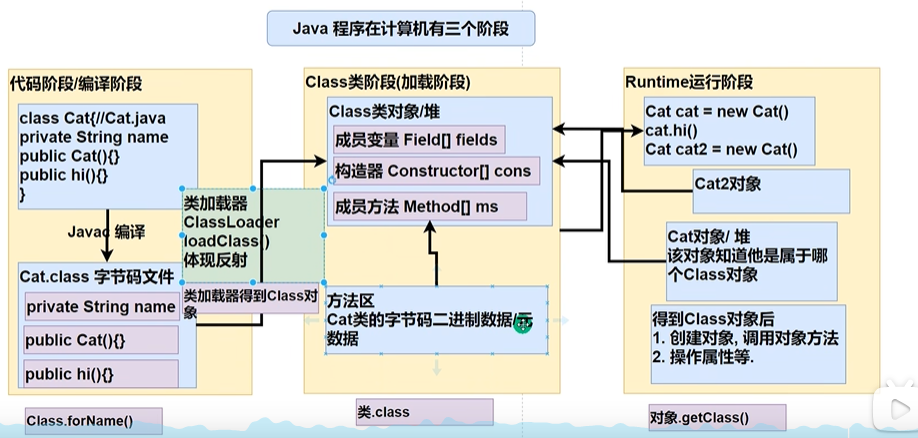 Java 程序在计算机有三个阶段
代码阶段/编译阶段
class Cat{//Cat.java
private String name
public Cat(){}
public hi(){}
}
Javac 编译
Cat.class 字节码文件
private String name
public Cat(){}
public hi(){}
Class.forName()
类加载器
ClassLoader
loadClass()
体现反射
类加载器得到Class对
象
Class类阶段(加载阶段)
Class类对象/堆
成员变量 Field[] fields
构造器 Constructor[] cons
成员方法 Method[] ms
方法区
Cat类的字节码二进制数据/元
数据
类.class
Runtime运行阶段
Cat cat = new Cat()
cat.hi()
Cat cat2 = new Cat()
Cat2对象
Cat对象/ 堆
该对象知道他是属于哪
个Class对象
得到Class对象后
1. 创建对象, 调用对象方法
2. 操作属性等.
对象.getClass()